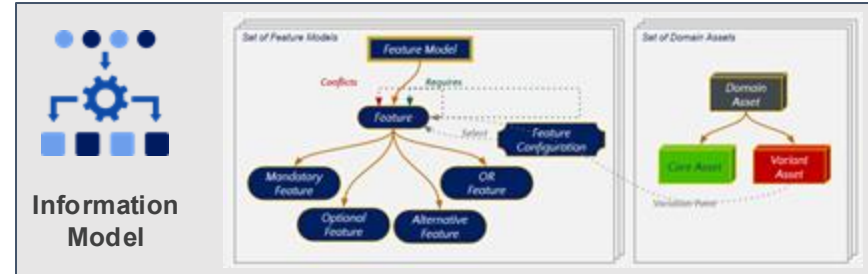 Information
Model
Set of Feature Models
Feature Model
Conflicts
Requires
Feature
Select
Feature
Configuration
Mandatory
Feature
OR
Feature
Optional
Feature
Alternative
Feature
Set of Domain Assets
Domain
Asset
Core Asset
Variant
Asset
Variation Point